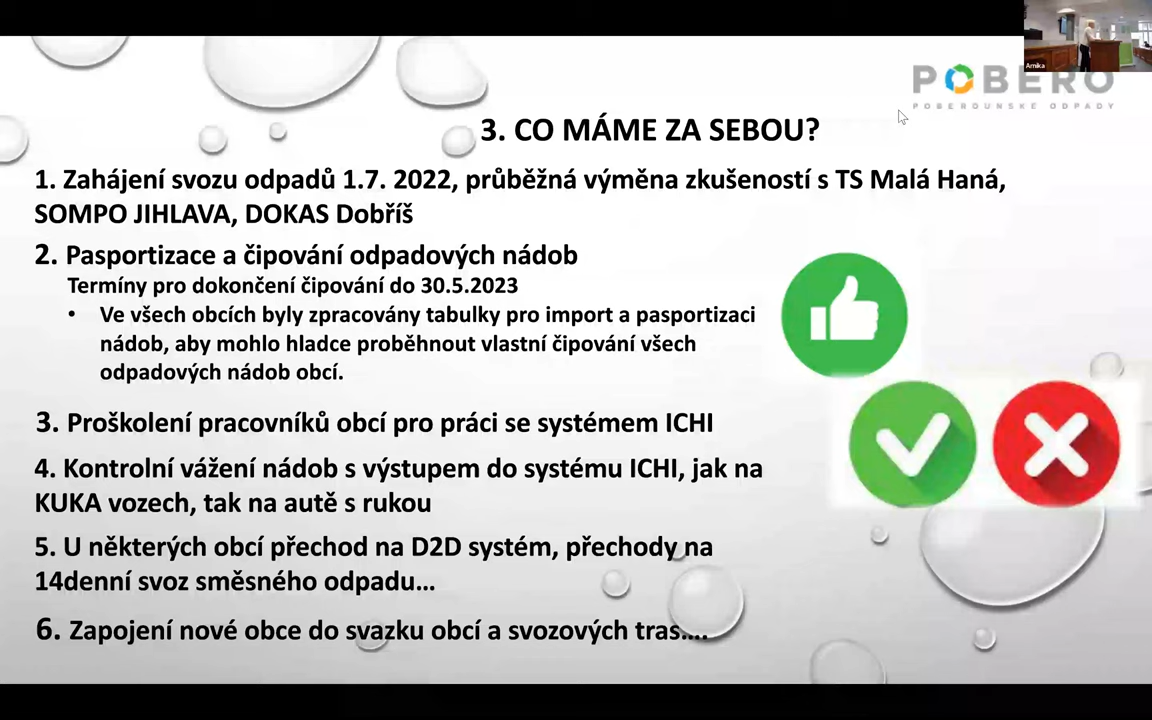 Arnika
POBERO
POBEROUNSKÉ ODPADY
3. CO MÁME ZA SEBOU?
1. Zahájení svozu odpadů 1.7. 2022, průběžná výměna zkušeností s TS Malá Haná,
SOMPO JIHLAVA, DOKAS Dobříš
2. Pasportizace a čipování odpadových nádob
Termíny pro dokončení čipování do 30.5.2023
• Ve všech obcích byly zpracovány tabulky pro import a pasportizaci
nádob, aby mohlo hladce proběhnout vlastní čipování všech
odpadových nádob obcí.
3. Proškolení pracovníků obcí pro práci se systémem ICHI
4. Kontrolní vážení nádob s výstupem do systému ICHI, jak na
KUKA vozech, tak na autě s rukou
5. U některých obcí přechod na D2D systém, přechody na
14denní svoz směsného odpadu…
6. Zapojení nové obce do svazku obcí a svozových tras….